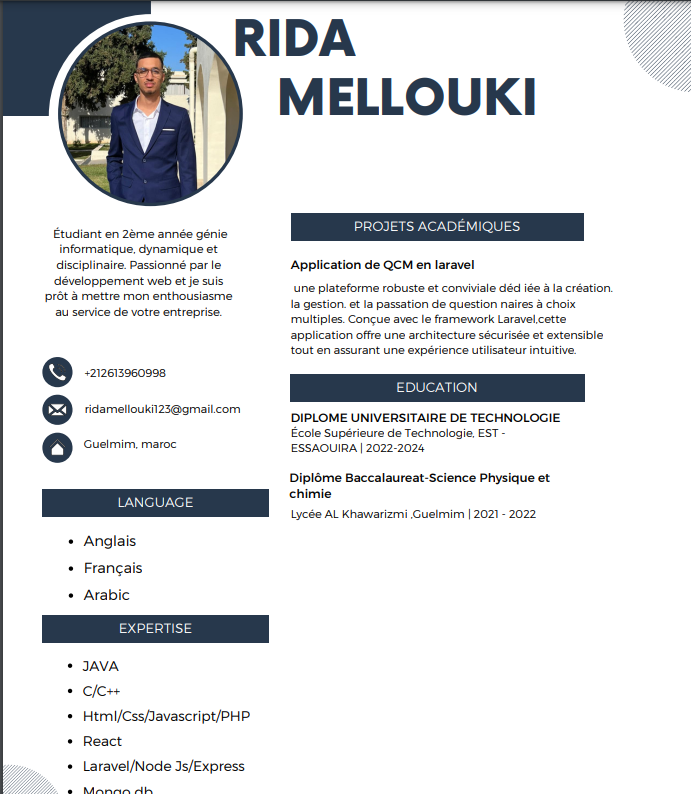 RIDA
MELLOUKI
Étudiant en 2ème année génie
informatique, dynamique et
disciplinaire. Passionné par le
développement web et je suis
prôt à mettre mon enthousiasme
au service de votre entreprise.
+212613960998
ridamellouki123@gmail.com
Guelmim, maroc
LANGUAGE
• Anglais
• Français
• Arabic
EXPERTISE
• JAVA
• C/C++
• Html/Css/Javascript/PHP
• React
• Laravel/Node Js/Express
• Mongo db
PROJETS ACADÉMIQUES
Application de QCM en laravel
une plateforme robuste et conviviale déd iée à la création.
la gestion. et la passation de question naires à choix
multiples. Conçue avec le framework Laravel,cette
application offre une architecture sécurisée et extensible
tout en assurant une expérience utilisateur intuitive.
EDUCATION
DIPLOME UNIVERSITAIRE DE TECHNOLOGIE
École Supérieure de Technologie, EST -
ESSAOUIRA | 2022-2024
Diplôme Baccalaureat-Science Physique et
chimie
Lycée AL Khawarizmi ,Guelmim | 2021 - 2022